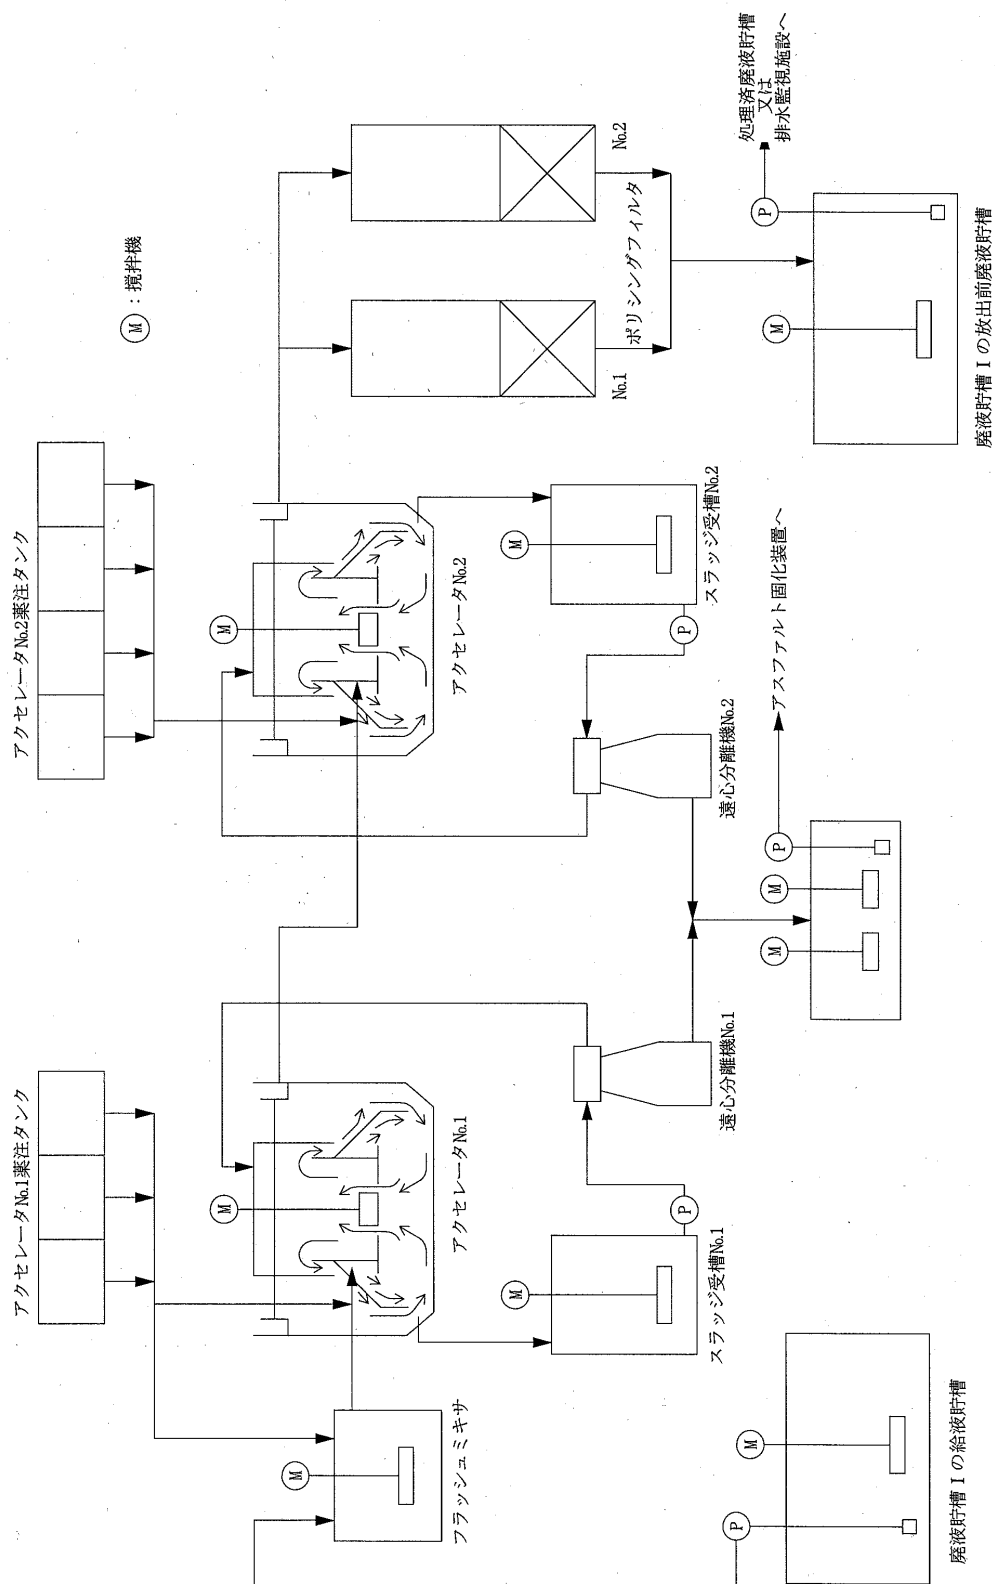 アクセレータNo.1薬注タンク
アクセレータNo.2薬注タンク
Ⓜ：攪拌機
M
フラッシュミキサ
M
アクセレータNo.1
M
アクセレータNo.2
No.1
ポリシングフィルタ
No.2
M
P
スラッジ受槽No.1
遠心分離機No.1
M
P
スラッジ受槽No.2
遠心分離機No.2
P
M
廃液貯槽Ⅰの給液貯槽
M
M
P
アスファルト固化装置へ
M
P
処理済廃液貯槽
又は
排水監視施設へ
廃液貯槽Ⅰの放出前廃液貯槽